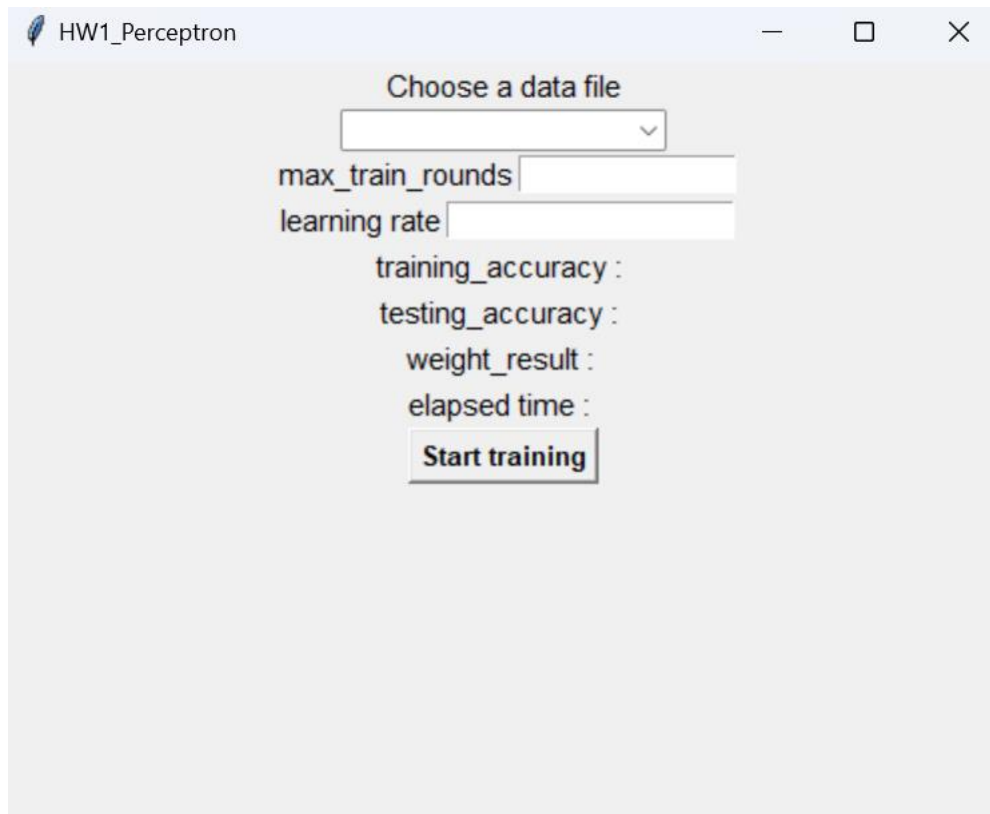 HW1_Perceptron
Choose a data file
max_train_rounds
learning rate
training_accuracy :
testing_accuracy :
weight_result :
elapsed time :
Start training